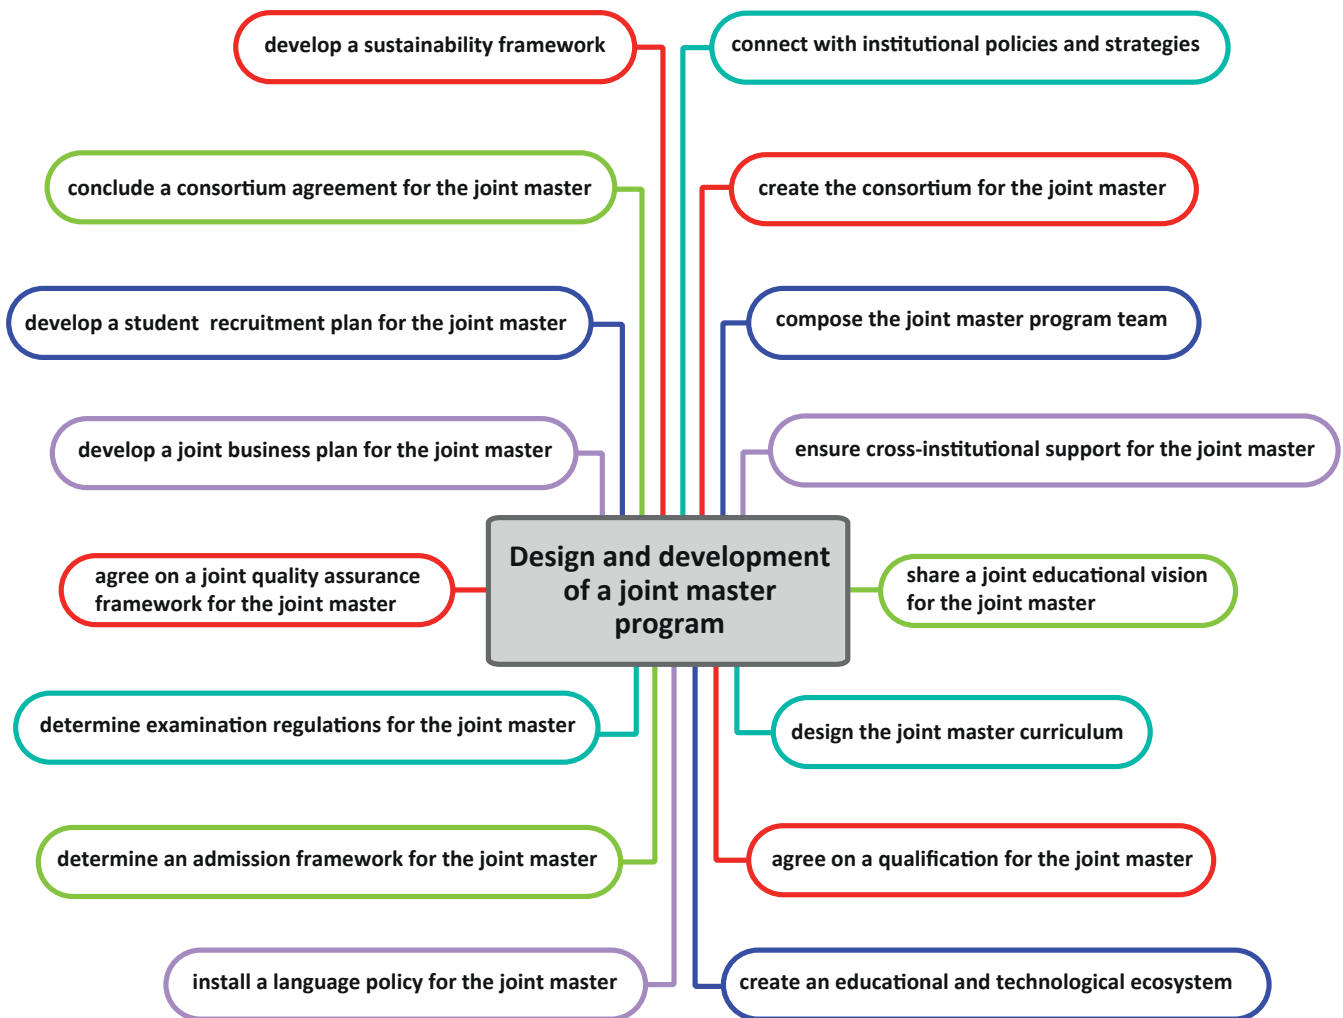 develop a sustainability framework
connect with institutional policies and strategies
conclude a consortium agreement for the joint master
create the consortium for the joint master
develop a student  recruitment plan for the joint master
compose the joint master program team
develop a joint business plan for the joint master
ensure cross-institutional support for the joint master
Design and development
of a joint master
program
agree on a joint quality assurance
framework for the joint master
share a joint educational vision
for the joint master
determine examination regulations for the joint master
design the joint master curriculum
determine an admission framework for the joint master
agree on a qualification for the joint master
install a language policy for the joint master
create an educational and technological ecosystem